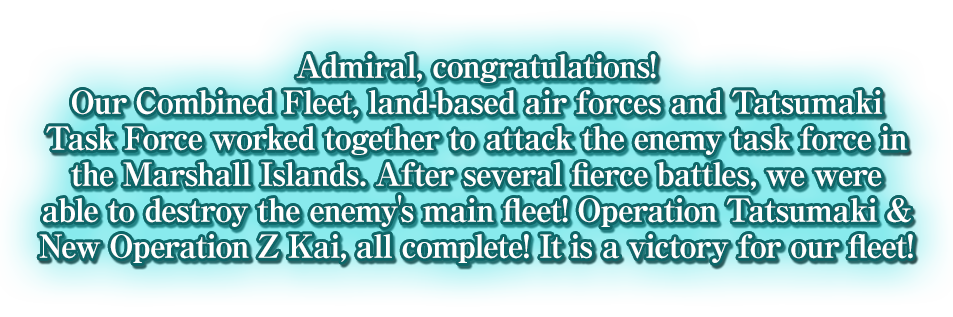 Admiral, congratulations!
Our Combined Fleet, land-based air forces and Tatsumaki
Task Force worked together to attack the enemy task force in
the Marshall Islands. After several fierce battles, we were
able to destroy the enemy's main fleet! Operation Tatsumaki &
New Operation Z Kai, all complete! It is a victory for our fleet!